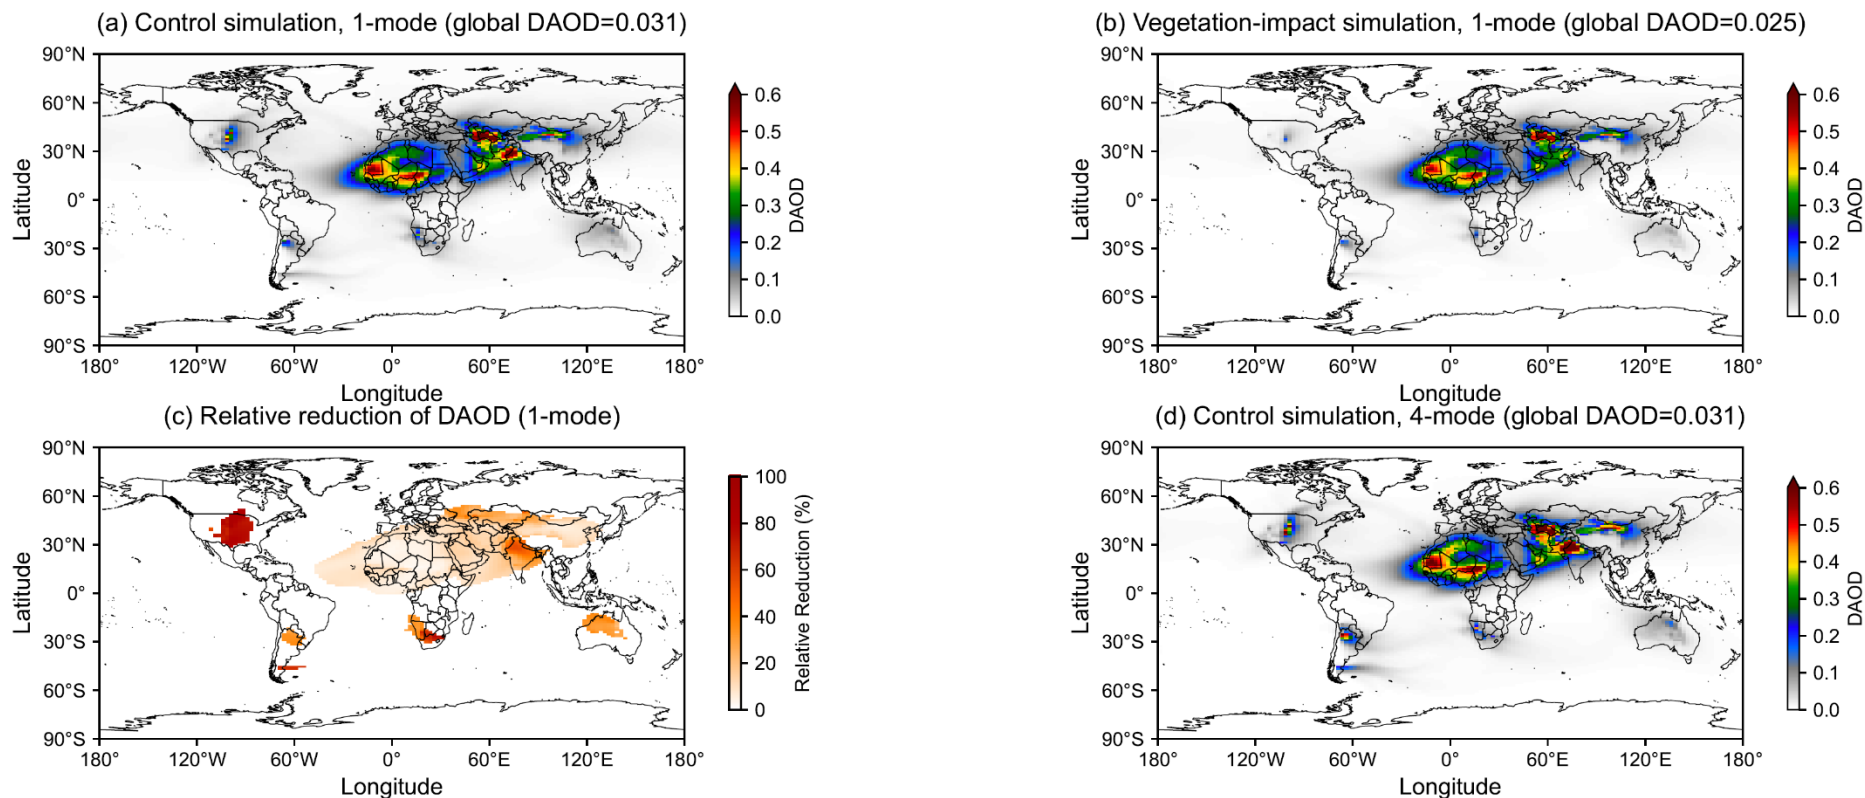 (a) Control simulation, 1-mode (global DAOD=0.031)
90°N
60°N
30°N
0°
30°S
60°S
90°S
Latitude
180°
120°W
60°W
0°
60°E
120°E
180°
Longitude
0.6
0.5
0.4
0.3
0.2
0.1
0.0
DAOD
(b) Vegetation-impact simulation, 1-mode (global DAOD=0.025)
90°N
60°N
30°N
0°
30°S
60°S
90°S
Latitude
180°
120°W
60°W
0°
60°E
120°E
180°
Longitude
0.6
0.5
0.4
0.3
0.2
0.1
0.0
DAOD
(c) Relative reduction of DAOD (1-mode)
90°N
60°N
30°N
0°
30°S
60°S
90°S
Latitude
180°
120°W
60°W
0°
60°E
120°E
180°
Longitude
100
80
60
40
20
0
Relative Reduction (%)
(d) Control simulation, 4-mode (global DAOD=0.031)
90°N
60°N
30°N
0°
30°S
60°S
90°S
Latitude
180°
120°W
60°W
0°
60°E
120°E
180°
Longitude
0.6
0.5
0.4
0.3
0.2
0.1
0.0
DAOD